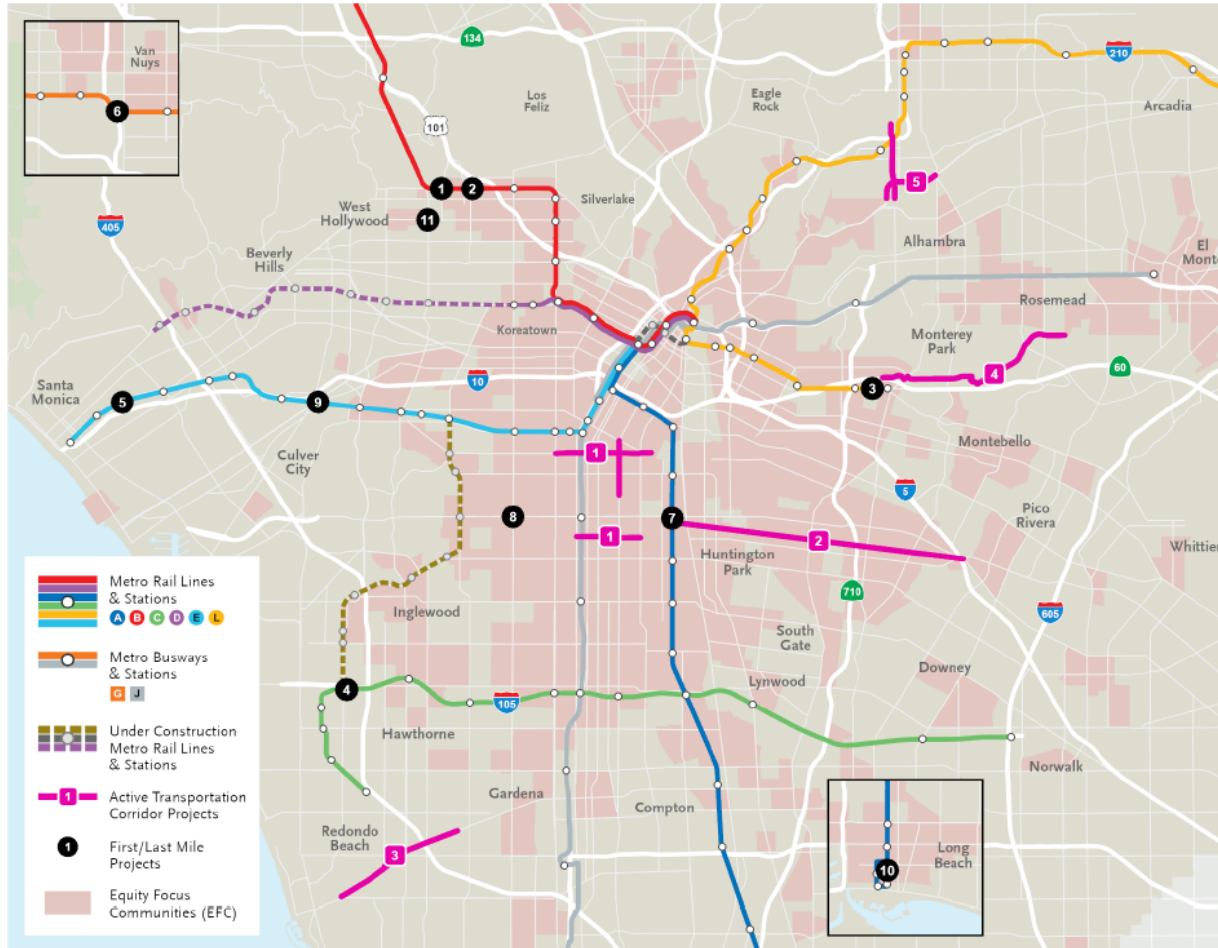 134
Van
Nuys
Los
Feliz
Eagle
Rock
210
6
101
Arcadia
5
1
2
West
Hollywood
11
Silverlake
405
Alhambra
El
Mont
Beverly
Hills
Rosemead
Koreatown
Monterey
Park
4
60
Santa
Monica
5
9
10
3
Montebello
1
Culver
City
5
Pico
Rivera
8
7
2
1
Huntington
Park
Whittier
Metro Rail Lines
& Stations
A B C D E L
Inglewood
710
605
South
Gate
Metro Busways
& Stations
G J
4
105
Lynwood
Downey
Under Construction
Metro Rail Lines
& Stations
Hawthorne
Norwalk
1
Active Transportation
Corridor Projects
Gardena
Compton
1
First/Last Mile
Projects
Redondo
Beach
3
Long
Beach
10
Equity Focus
Communities (EFC)